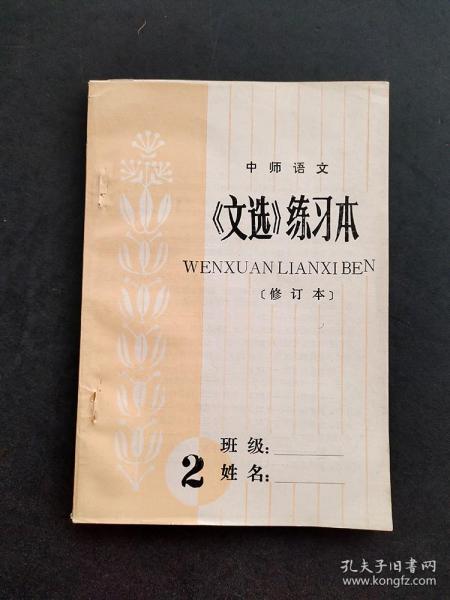 中师语文
《文选》练习本
WENXUAN LIANXI BEN
〔修订本〕
2
班级:
姓名:
孔夫子旧书网
www.kongfz.com